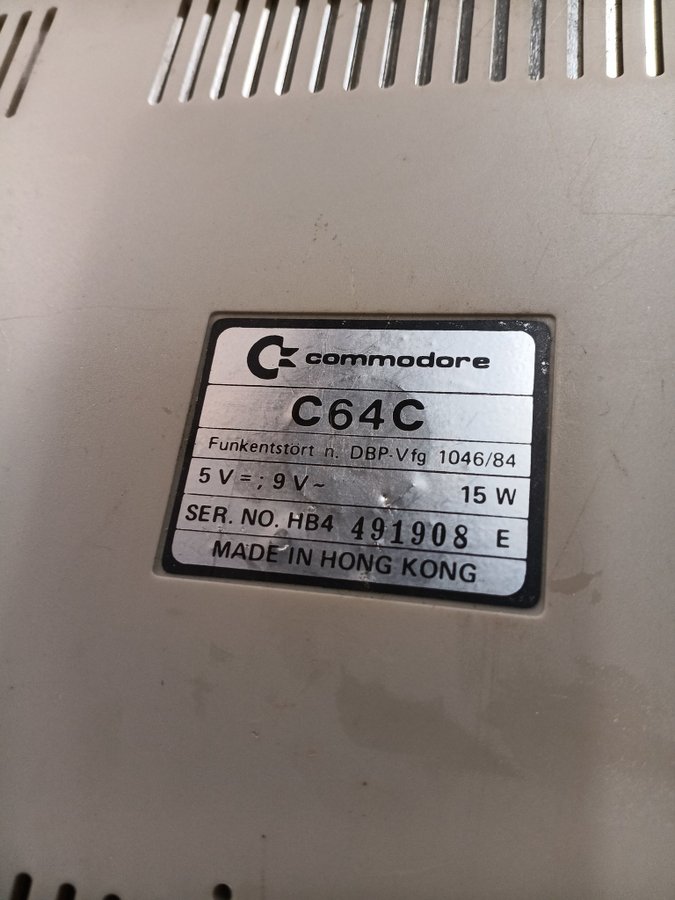 commodore
C64C
Funkentstört n. DBP-Vfg 1046/84
5 V = ; 9 V ~ 15 W
SER. NO. HB4 491908 E
MADE IN HONG KONG